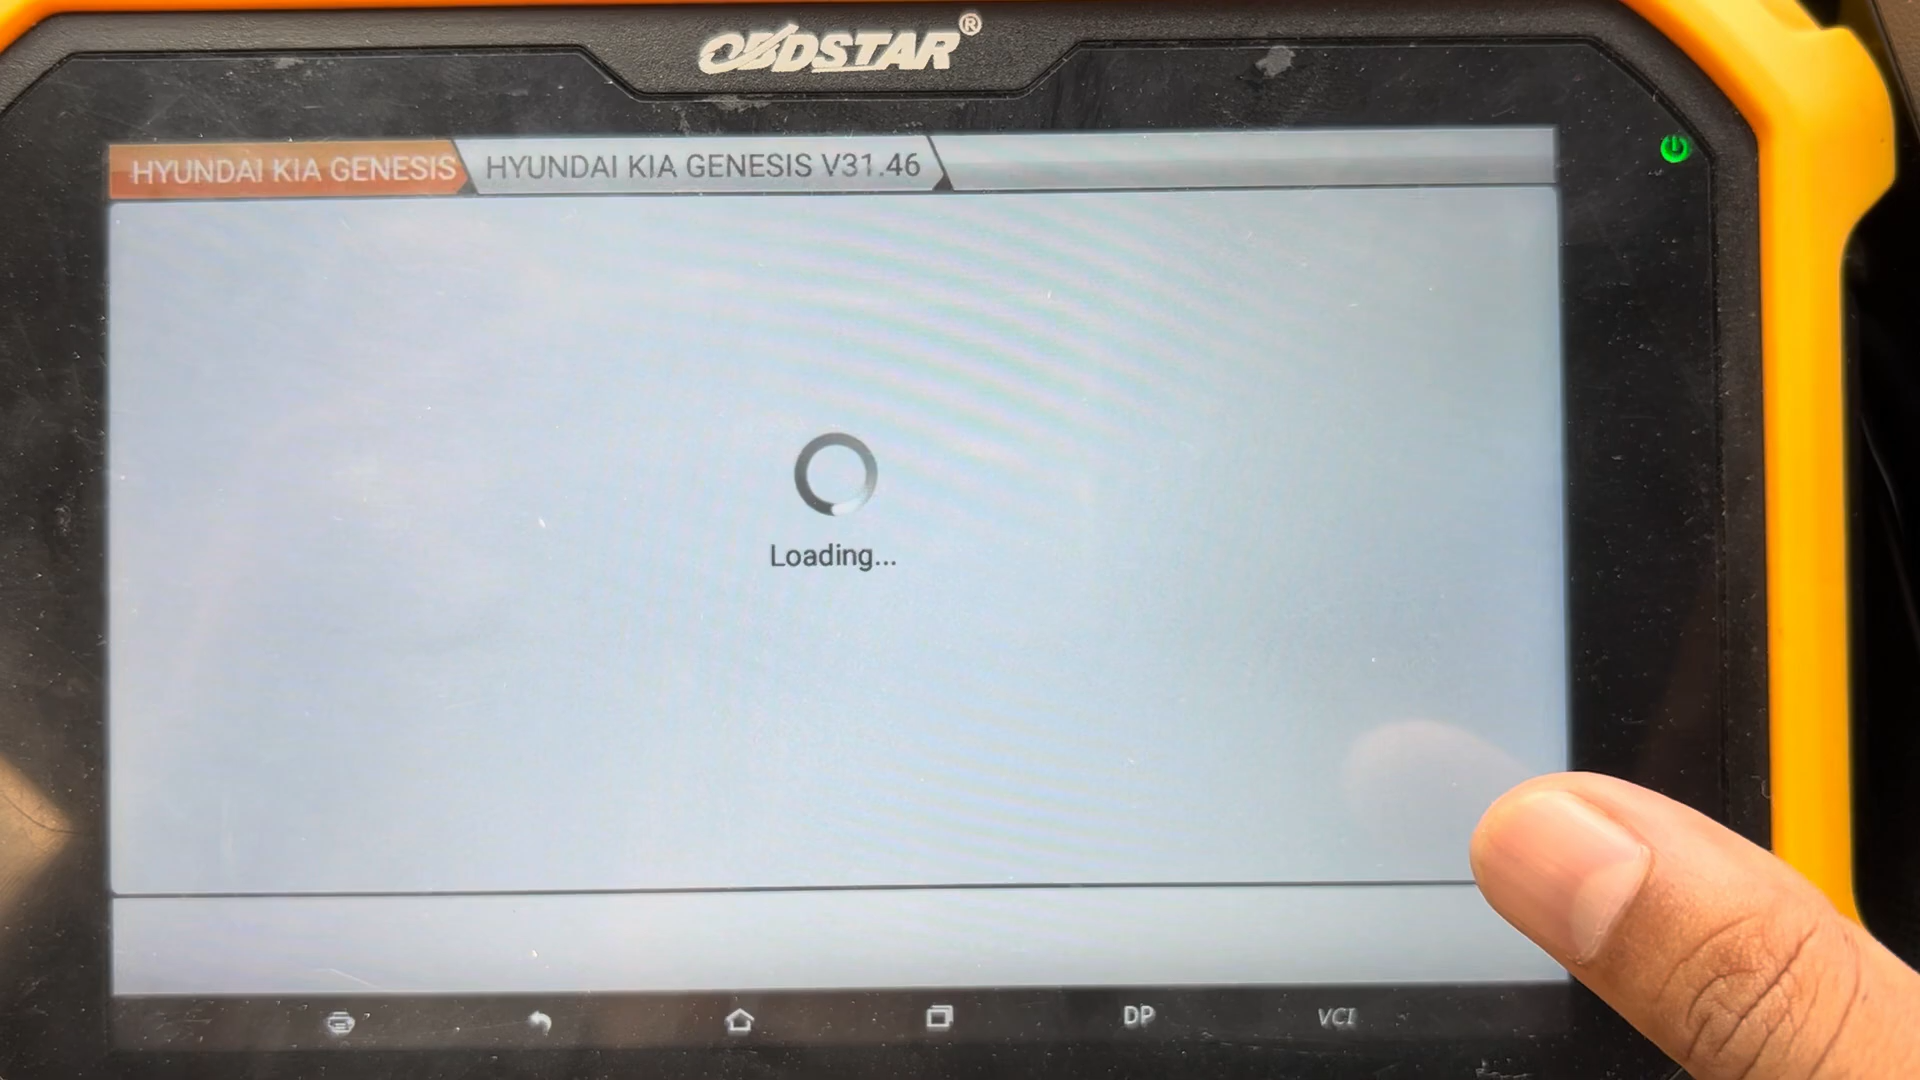 OBDSTAR®
HYUNDAI KIA GENESIS
HYUNDAI KIA GENESIS V31.46
Loading...
DP
VCI